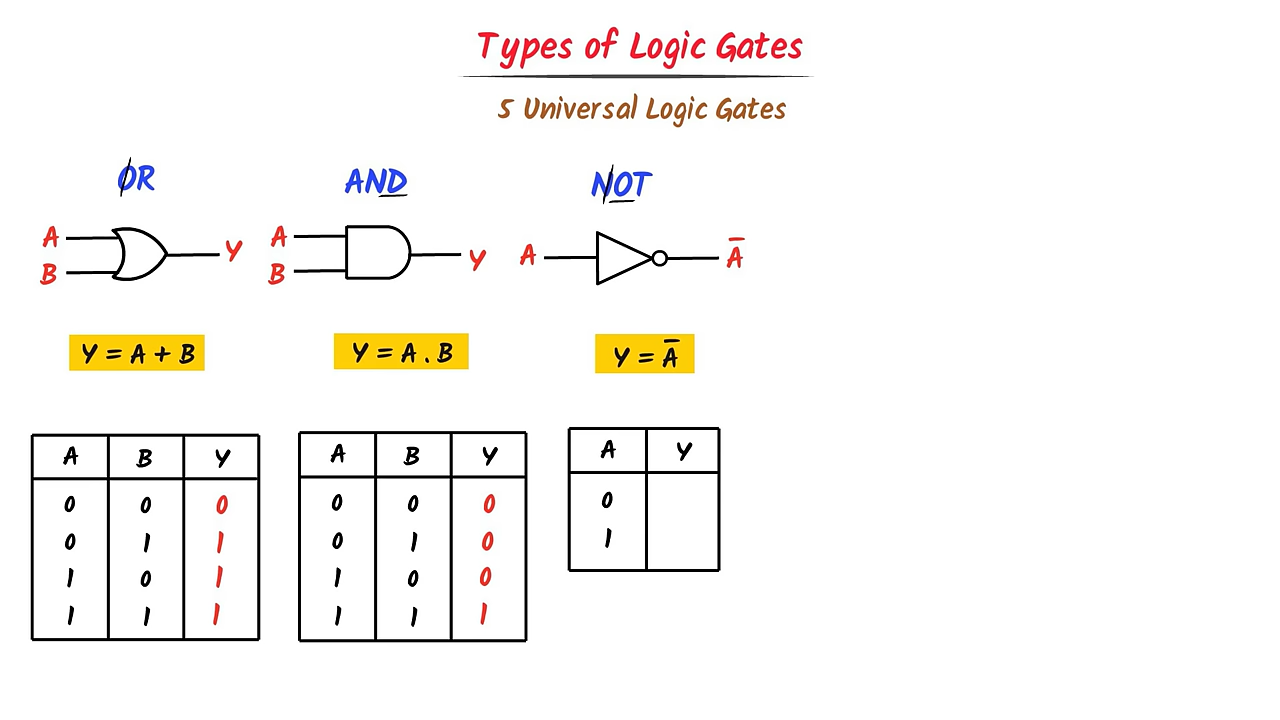 Types of Logic Gates
5 Universal Logic Gates
OR
AND
NOT
A
B
Y
A
B
Y
A
Ā
Y = A + B
Y = A . B
Y = Ā
A B Y
0 0 0
0 1 1
1 0 1
1 1 1
A B Y
0 0 0
0 1 0
1 0 0
1 1 1
A Y
0
1